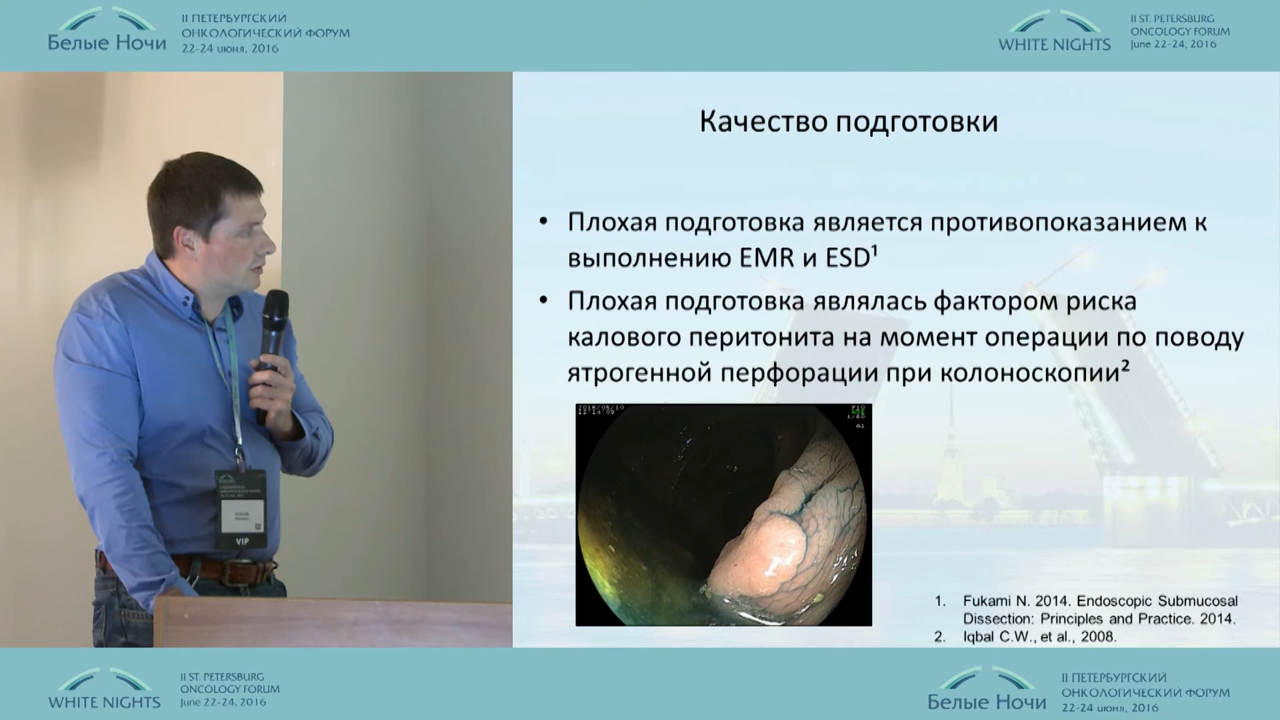 Белые Ночи
II ПЕТЕРБУРГСКИЙ
ОНКОЛОГИЧЕСКИЙ ФОРУМ
22-24 июня, 2016
WHITE NIGHTS
II ST. PETERSBURG
ONCOLOGY FORUM
June 22-24, 2016
Качество подготовки
• Плохая подготовка является противопоказанием к
выполнению EMR и ESD¹
• Плохая подготовка являлась фактором риска
калового перитонита на момент операции по поводу
ятрогенной перфорации при колоноскопии²
1. Fukami N. 2014. Endoscopic Submucosal
Dissection: Principles and Practice. 2014.
2. Iqbal C.W., et al., 2008.
VIP
WHITE NIGHTS
II ST. PETERSBURG
ONCOLOGY FORUM
June 22-24, 2016
Белые Ночи
II ПЕТЕРБУРГСКИЙ
ОНКОЛОГИЧЕСКИЙ ФОРУМ
22-24 июня, 2016